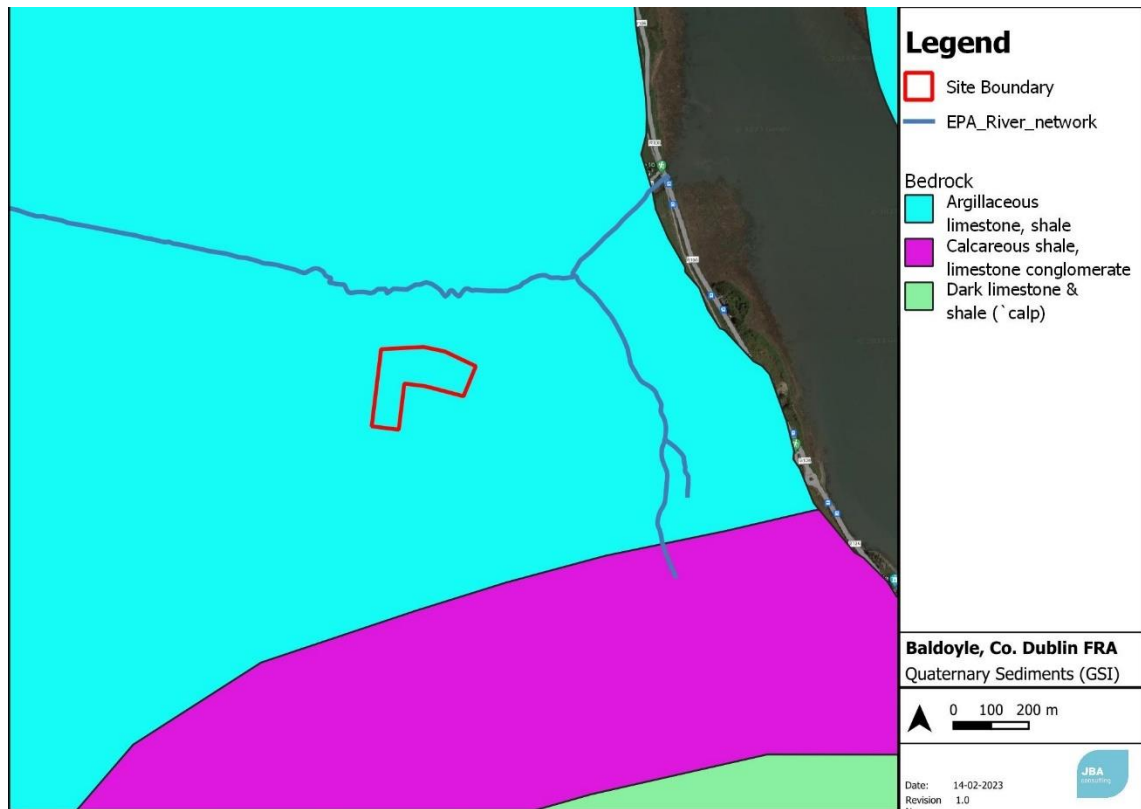 Legend
Site Boundary
EPA_River_network
Bedrock
Argillaceous
limestone, shale
Calcareous shale,
limestone conglomerate
Dark limestone &
shale (`calp)
Baldoyle, Co. Dublin FRA
Quaternary Sediments (GSI)
0 100 200 m
JBA
consulting
Date: 14-02-2023
Revision 1.0